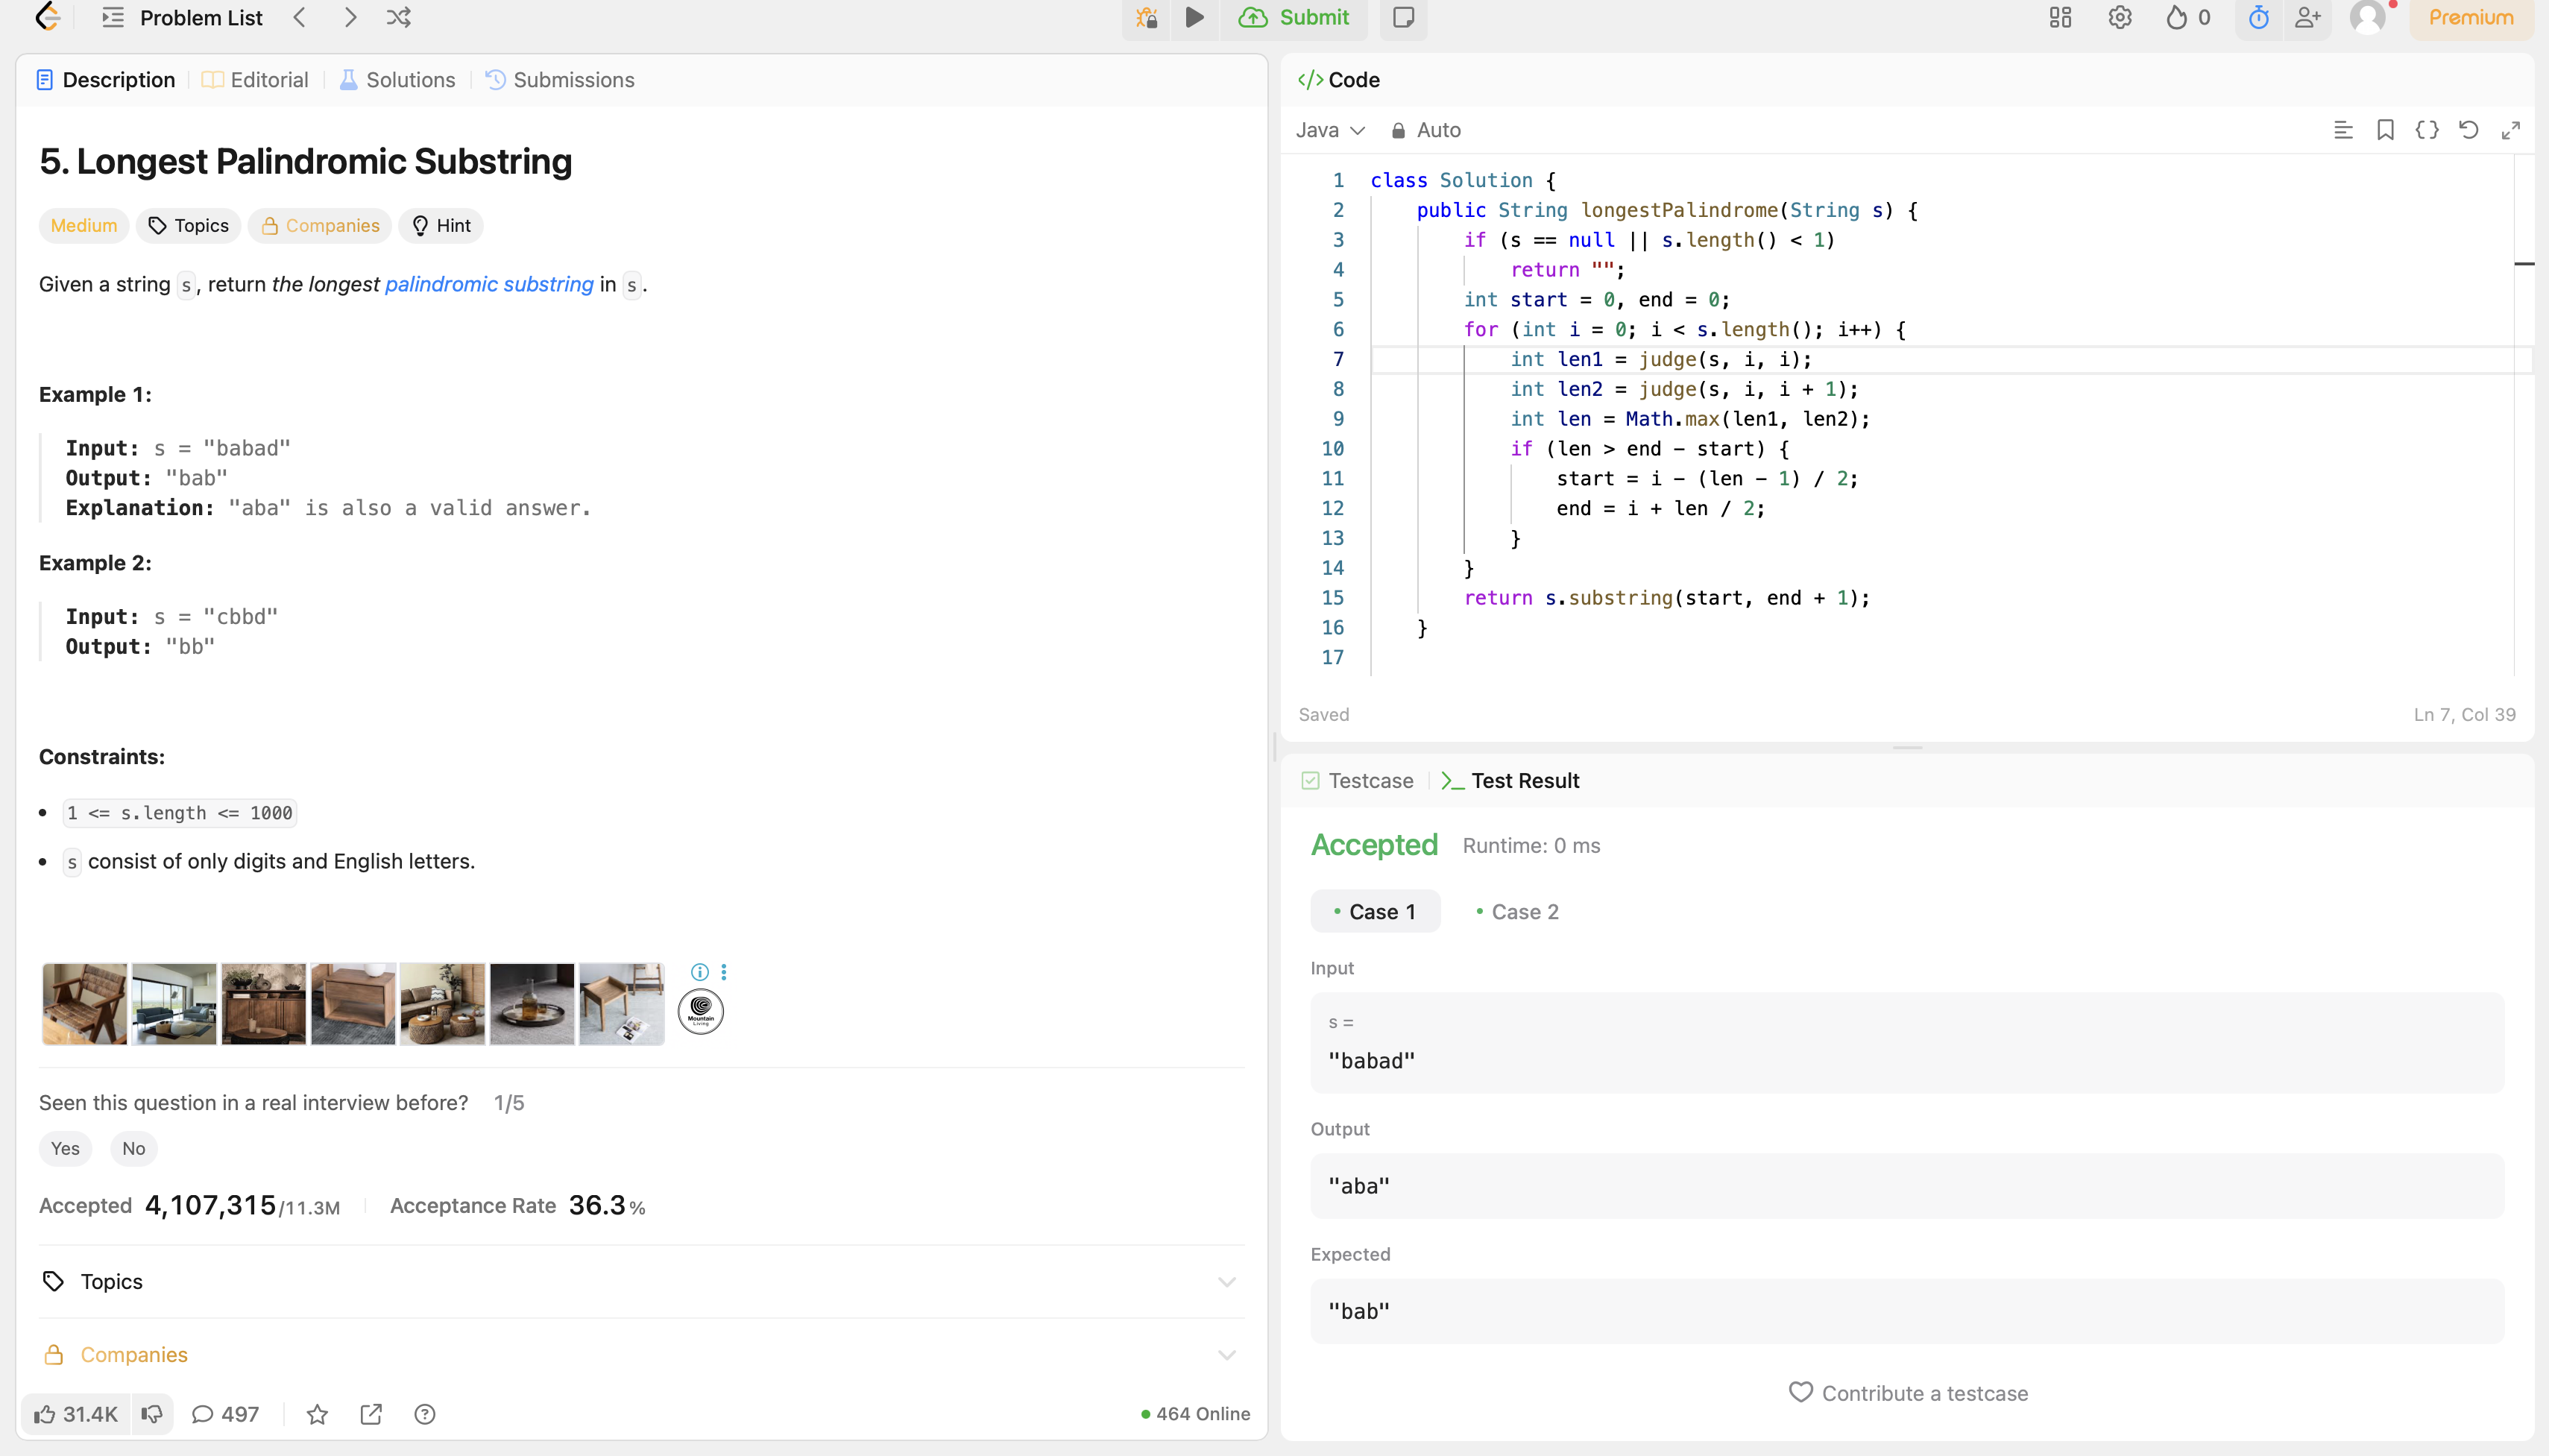 Problem List
Submit
0
Premium
Description
Editorial
Solutions
Submissions
5. Longest Palindromic Substring
Medium
Topics
Companies
Hint
Given a string s, return the longest palindromic substring in s.
Example 1:
Input: s = "babad"
Output: "bab"
Explanation: "aba" is also a valid answer.
Example 2:
Input: s = "cbbd"
Output: "bb"
Constraints:
• 1 <= s.length <= 1000
• s consist of only digits and English letters.
Mountain
Living
Seen this question in a real interview before? 1/5
Yes
No
Accepted 4,107,315/11.3M
Acceptance Rate 36.3%
Topics
Companies
31.4K
497
464 Online
</> Code
Java
Auto
1 class Solution {
2     public String longestPalindrome(String s) {
3         if (s == null || s.length() < 1)
4             return "";
5         int start = 0, end = 0;
6         for (int i = 0; i < s.length(); i++) {
7             int len1 = judge(s, i, i);
8             int len2 = judge(s, i, i + 1);
9             int len = Math.max(len1, len2);
10             if (len > end - start) {
11                 start = i - (len - 1) / 2;
12                 end = i + len / 2;
13             }
14         }
15         return s.substring(start, end + 1);
16     }
17
Saved
Ln 7, Col 39
Testcase
Test Result
Accepted
Runtime: 0 ms
• Case 1
• Case 2
Input
s =
"babad"
Output
"aba"
Expected
"bab"
Contribute a testcase